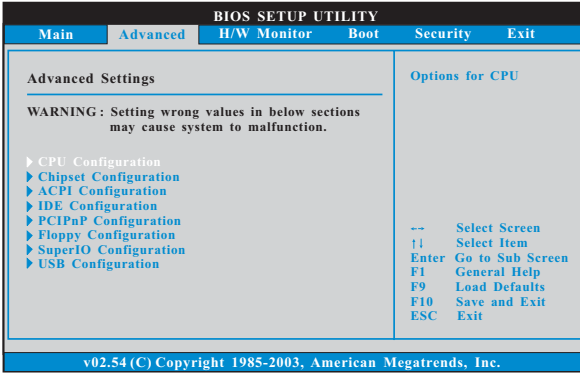 BIOS SETUP UTILITY
Main Advanced H/W Monitor Boot Security Exit
Advanced Settings
WARNING : Setting wrong values in below sections
may cause system to malfunction.
CPU Configuration
Chipset Configuration
ACPI Configuration
IDE Configuration
PCIPnP Configuration
Floppy Configuration
SuperIO Configuration
USB Configuration
Options for CPU
←→ Select Screen
↑↓ Select Item
Enter Go to Sub Screen
F1 General Help
F9 Load Defaults
F10 Save and Exit
ESC Exit
v02.54 (C) Copyright 1985-2003, American Megatrends, Inc.